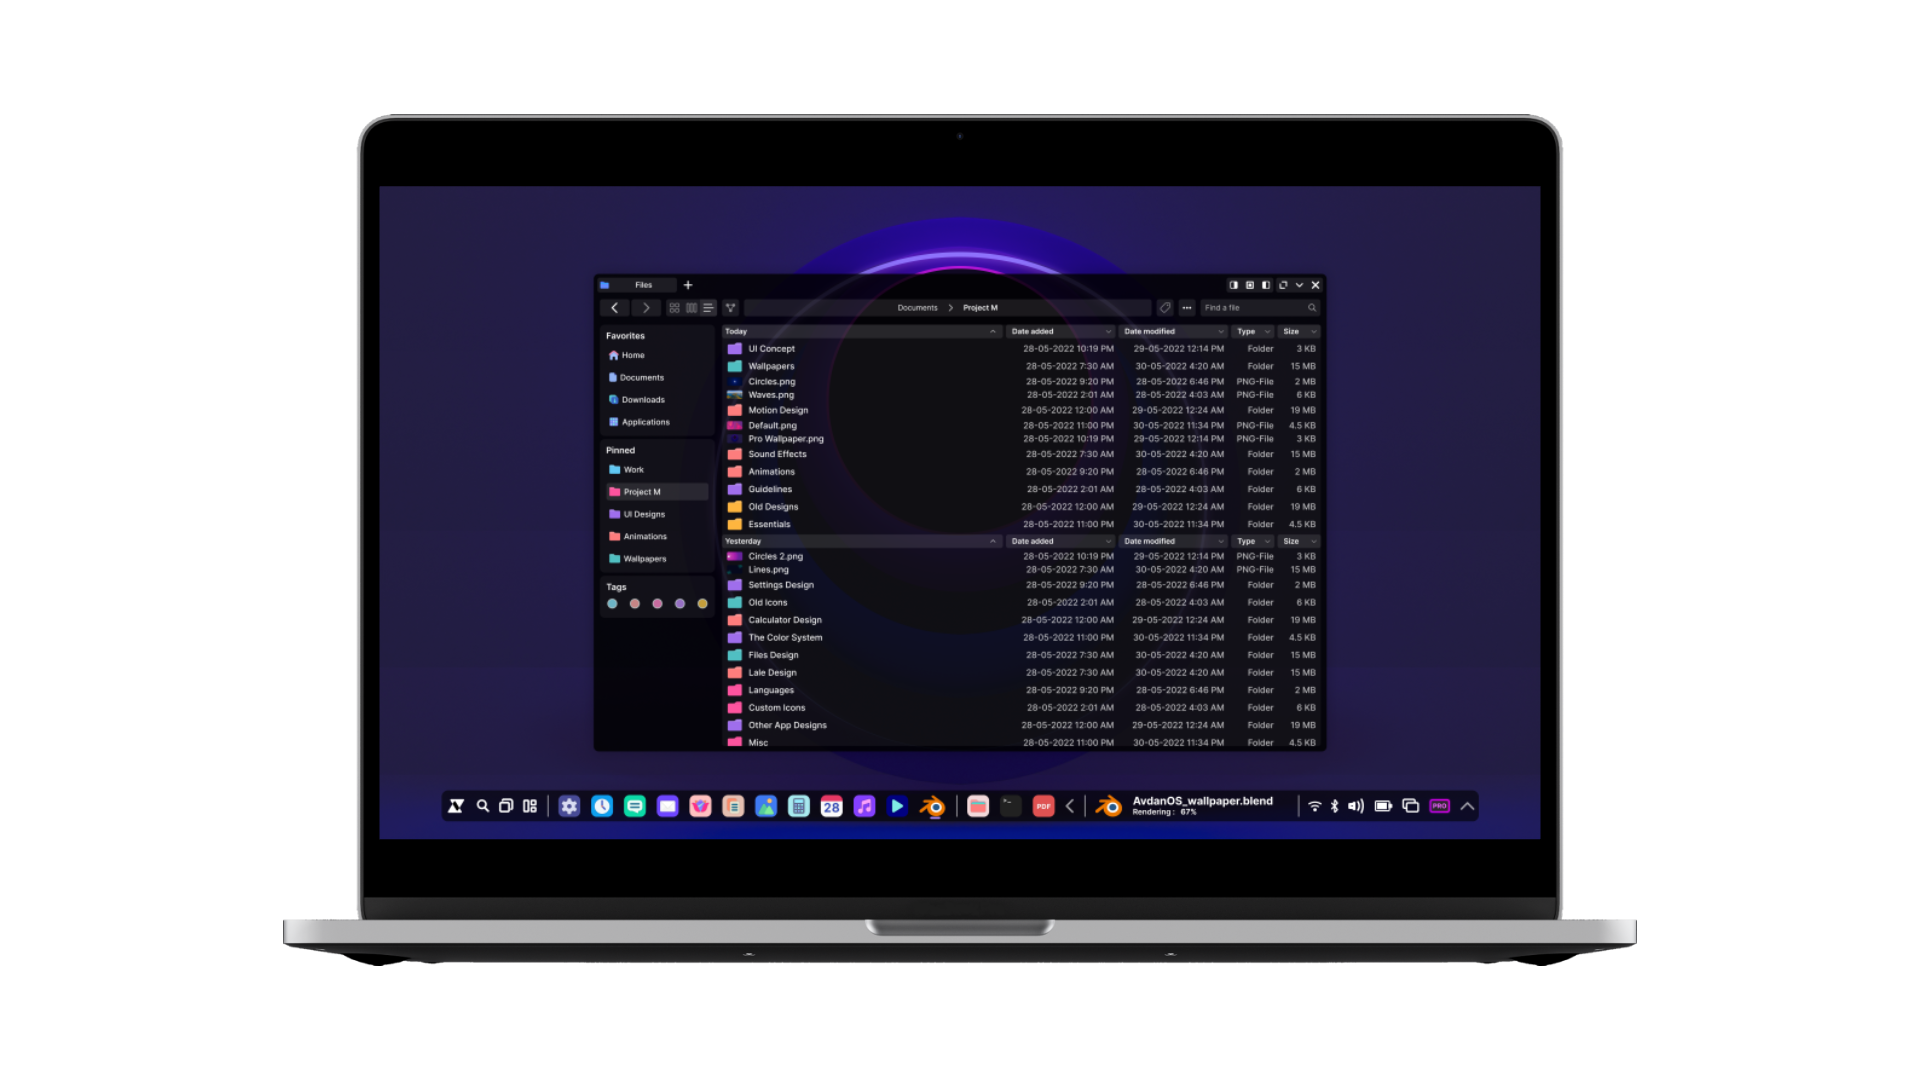 Files
Documents > Project M
Find a file
Favorites
Home
Documents
Downloads
Applications
Pinned
Work
Project M
UI Designs
Animations
Wallpapers
Tags
Today Date added Date modified Type Size
UI Concept 28-05-2022 10:19 PM 29-05-2022 12:14 PM Folder 3 KB
Wallpapers 28-05-2022 7:30 AM 30-05-2022 4:20 AM Folder 15 MB
Circles.png 28-05-2022 9:20 PM 28-05-2022 6:46 PM PNG-File 2 MB
Waves.png 28-05-2022 2:01 AM 28-05-2022 4:03 AM PNG-File 6 KB
Motion Design 28-05-2022 12:00 AM 29-05-2022 12:24 AM Folder 19 MB
Default.png 28-05-2022 11:00 PM 30-05-2022 11:34 PM PNG-File 4.5 KB
Pro Wallpaper.png 28-05-2022 10:19 PM 29-05-2022 12:14 PM PNG-File 3 KB
Sound Effects 28-05-2022 7:30 AM 30-05-2022 4:20 AM Folder 15 MB
Animations 28-05-2022 9:20 PM 28-05-2022 6:46 PM Folder 2 MB
Guidelines 28-05-2022 2:01 AM 28-05-2022 4:03 AM Folder 6 KB
Old Designs 28-05-2022 12:00 AM 29-05-2022 12:24 AM Folder 19 MB
Essentials 28-05-2022 11:00 PM 30-05-2022 11:34 PM Folder 4.5 KB
Yesterday Date added Date modified Type Size
Circles 2.png 28-05-2022 10:19 PM 29-05-2022 12:14 PM PNG-File 3 KB
Lines.png 28-05-2022 7:30 AM 30-05-2022 4:20 AM PNG-File 15 MB
Settings Design 28-05-2022 9:20 PM 28-05-2022 6:46 PM Folder 2 MB
Old Icons 28-05-2022 2:01 AM 28-05-2022 4:03 AM Folder 6 KB
Calculator Design 28-05-2022 12:00 AM 29-05-2022 12:24 AM Folder 19 MB
The Color System 28-05-2022 11:00 PM 30-05-2022 11:34 PM Folder 4.5 KB
Files Design 28-05-2022 7:30 AM 30-05-2022 4:20 AM Folder 15 MB
Lale Design 28-05-2022 7:30 AM 30-05-2022 4:20 AM Folder 15 MB
Languages 28-05-2022 9:20 PM 28-05-2022 6:46 PM Folder 2 MB
Custom Icons 28-05-2022 2:01 AM 28-05-2022 4:03 AM Folder 6 KB
Other App Designs 28-05-2022 12:00 AM 29-05-2022 12:24 AM Folder 19 MB
Misc 28-05-2022 11:00 PM 30-05-2022 11:34 PM Folder 4.5 KB
28
PDF
AvdanOS_wallpaper.blend
Rendering : 67%
PRO